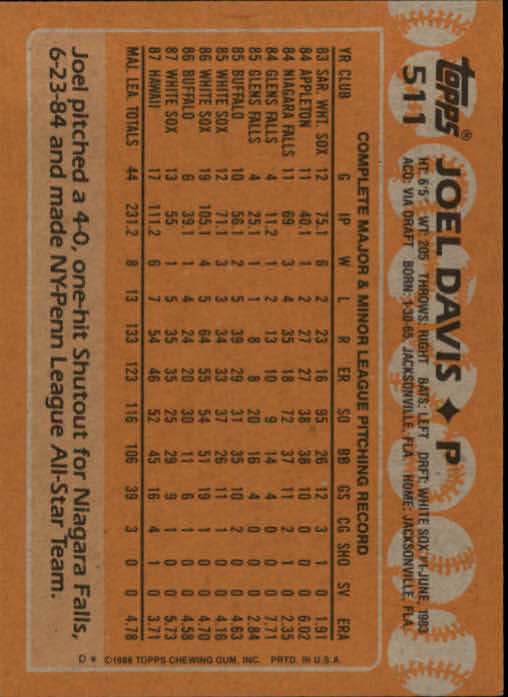 topps®
511
JOEL DAVIS ♦ P
HT: 6'5" WT: 205 THROWS: RIGHT BATS: LEFT DRFT: WHITE SOX #1-JUNE, 1983
ACQ: VIA DRAFT BORN: 1-30-65, JACKSONVILLE, FLA. HOME: JACKSONVILLE, FLA.
COMPLETE MAJOR & MINOR LEAGUE PITCHING RECORD
YR CLUB G IP W L R ER SO BB GS CG SHO SV ERA
83 SAR. WHT. SOX 12 75.1 6 2 23 16 95 26 12 3 1 0 1.91
84 APPLETON 11 40.1 1 2 27 27 38 38 10 0 0 0 6.02
84 NIAGARA FALLS 11 69 3 4 35 18 72 37 11 2 1 0 2.35
84 GLENS FALLS 4 11.2 1 2 13 10 9 14 4 0 0 0 7.71
85 GLENS FALLS 4 25.1 1 1 8 8 20 16 4 0 0 0 2.84
85 BUFFALO 10 56.1 2 5 39 29 31 35 10 2 0 0 4.63
85 WHITE SOX 12 71.1 3 3 34 33 37 26 11 1 0 0 4.16
86 WHITE SOX 19 105.1 4 5 64 55 54 51 19 1 0 0 4.70
86 BUFFALO 6 39.1 1 4 24 20 30 11 6 1 0 0 4.58
87 WHITE SOX 13 55 1 5 35 35 25 29 9 1 0 0 5.73
87 HAWAII 17 111.2 6 7 54 46 52 45 16 4 1 0 3.71
MAJ. LEA. TOTALS 44 231.2 8 13 133 123 116 106 39 3 0 0 4.78
D * ©1988 TOPPS CHEWING GUM, INC. PRTD. IN U.S.A.
Joel pitched a 4-0, one-hit Shutout for Niagara Falls,
6-23-84 and made NY-Penn League All-Star Team.